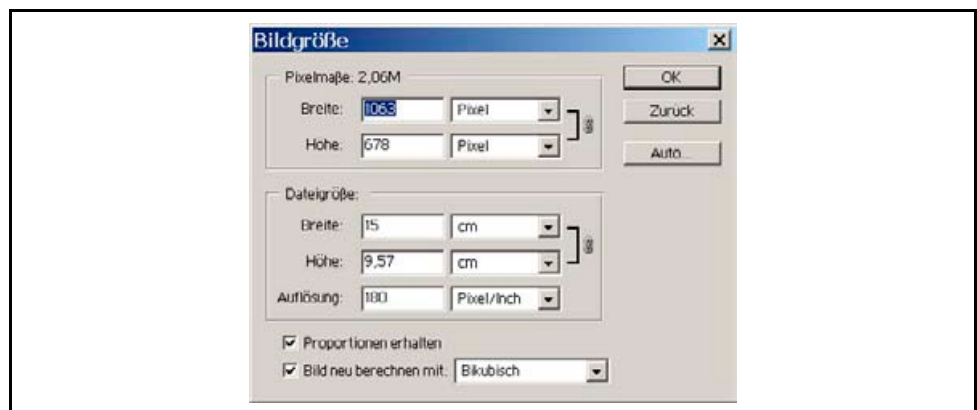 Bildgröße
Pixelmaße: 2,06M
OK
Breite: 1063 Pixel
Zurück
Höhe: 678 Pixel
Auto...
Dateigröße:
Breite: 15 cm
Höhe: 9,57 cm
Auflösung: 180 Pixel/Inch
Proportionen erhalten
Bild neu berechnen mit: Bikubisch